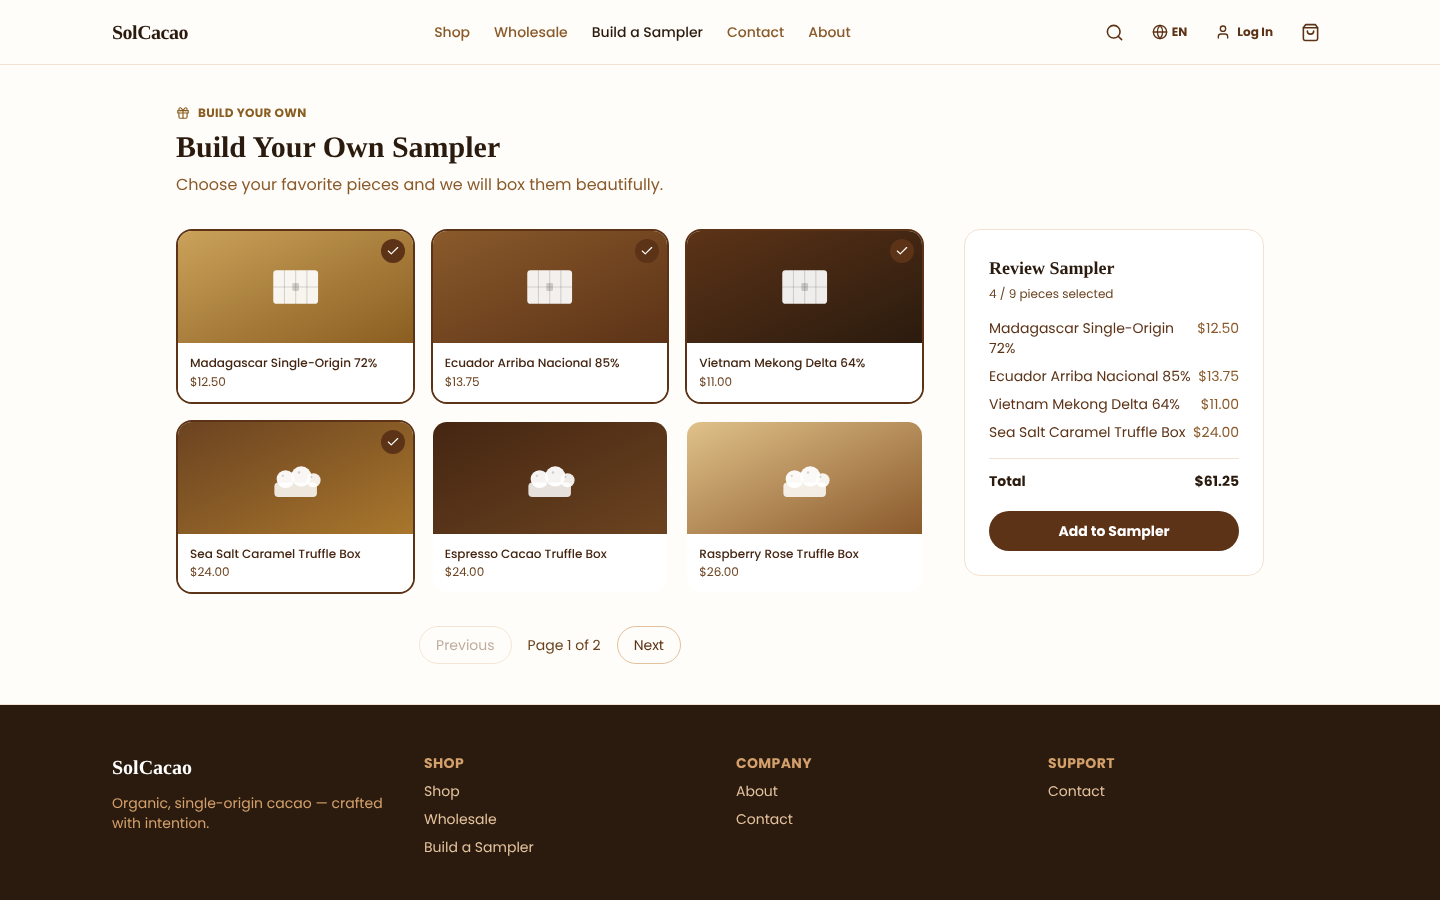 SolCacao
Shop
Wholesale
Build a Sampler
Contact
About
EN
Log In
BUILD YOUR OWN
Build Your Own Sampler
Choose your favorite pieces and we will box them beautifully.
Madagascar Single-Origin 72%
$12.50
Ecuador Arriba Nacional 85%
$13.75
Vietnam Mekong Delta 64%
$11.00
Sea Salt Caramel Truffle Box
$24.00
Espresso Cacao Truffle Box
$24.00
Raspberry Rose Truffle Box
$26.00
Previous
Page 1 of 2
Next
Review Sampler
4 / 9 pieces selected
Madagascar Single-Origin $12.50
72%
Ecuador Arriba Nacional 85% $13.75
Vietnam Mekong Delta 64% $11.00
Sea Salt Caramel Truffle Box $24.00
Total $61.25
Add to Sampler
SolCacao
Organic, single-origin cacao — crafted
with intention.
SHOP
Shop
Wholesale
Build a Sampler
COMPANY
About
Contact
SUPPORT
Contact